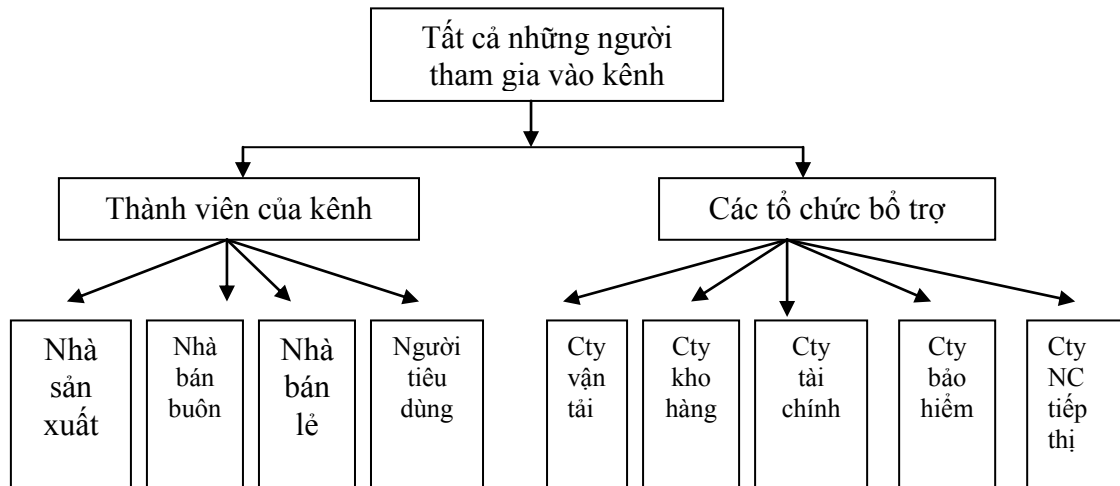 Tất cả những người
tham gia vào kênh
Thành viên của kênh
Các tổ chức bổ trợ
Nhà
sản
xuất
Nhà
bán
buôn
Nhà
bán
lẻ
Người
tiêu
dùng
Cty
vận
tải
Cty
kho
hàng
Cty
tài
chính
Cty
bảo
hiểm
Cty
NC
tiếp
thị